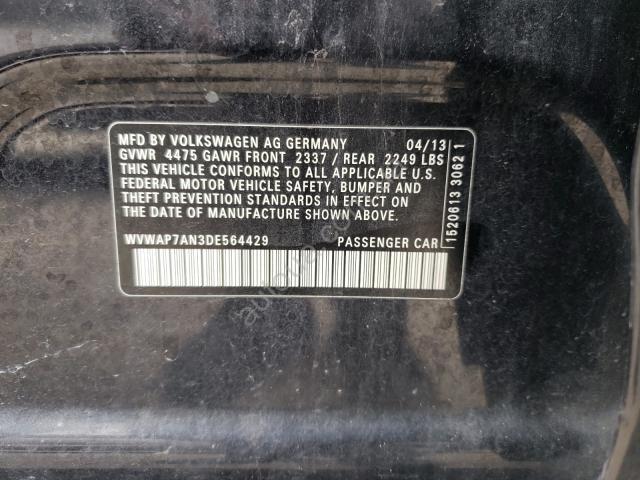 MFD BY VOLKSWAGEN AG GERMANY 04/13
GVWR 4475 GAWR FRONT 2337 / REAR 2249 LBS
THIS VEHICLE CONFORMS TO ALL APPLICABLE U.S.
FEDERAL MOTOR VEHICLE SAFETY, BUMPER AND
THEFT PREVENTION STANDARDS IN EFFECT ON
THE DATE OF MANUFACTURE SHOWN ABOVE.
WVWAP7AN3DE564429 PASSENGER CAR
1520613 3062 1